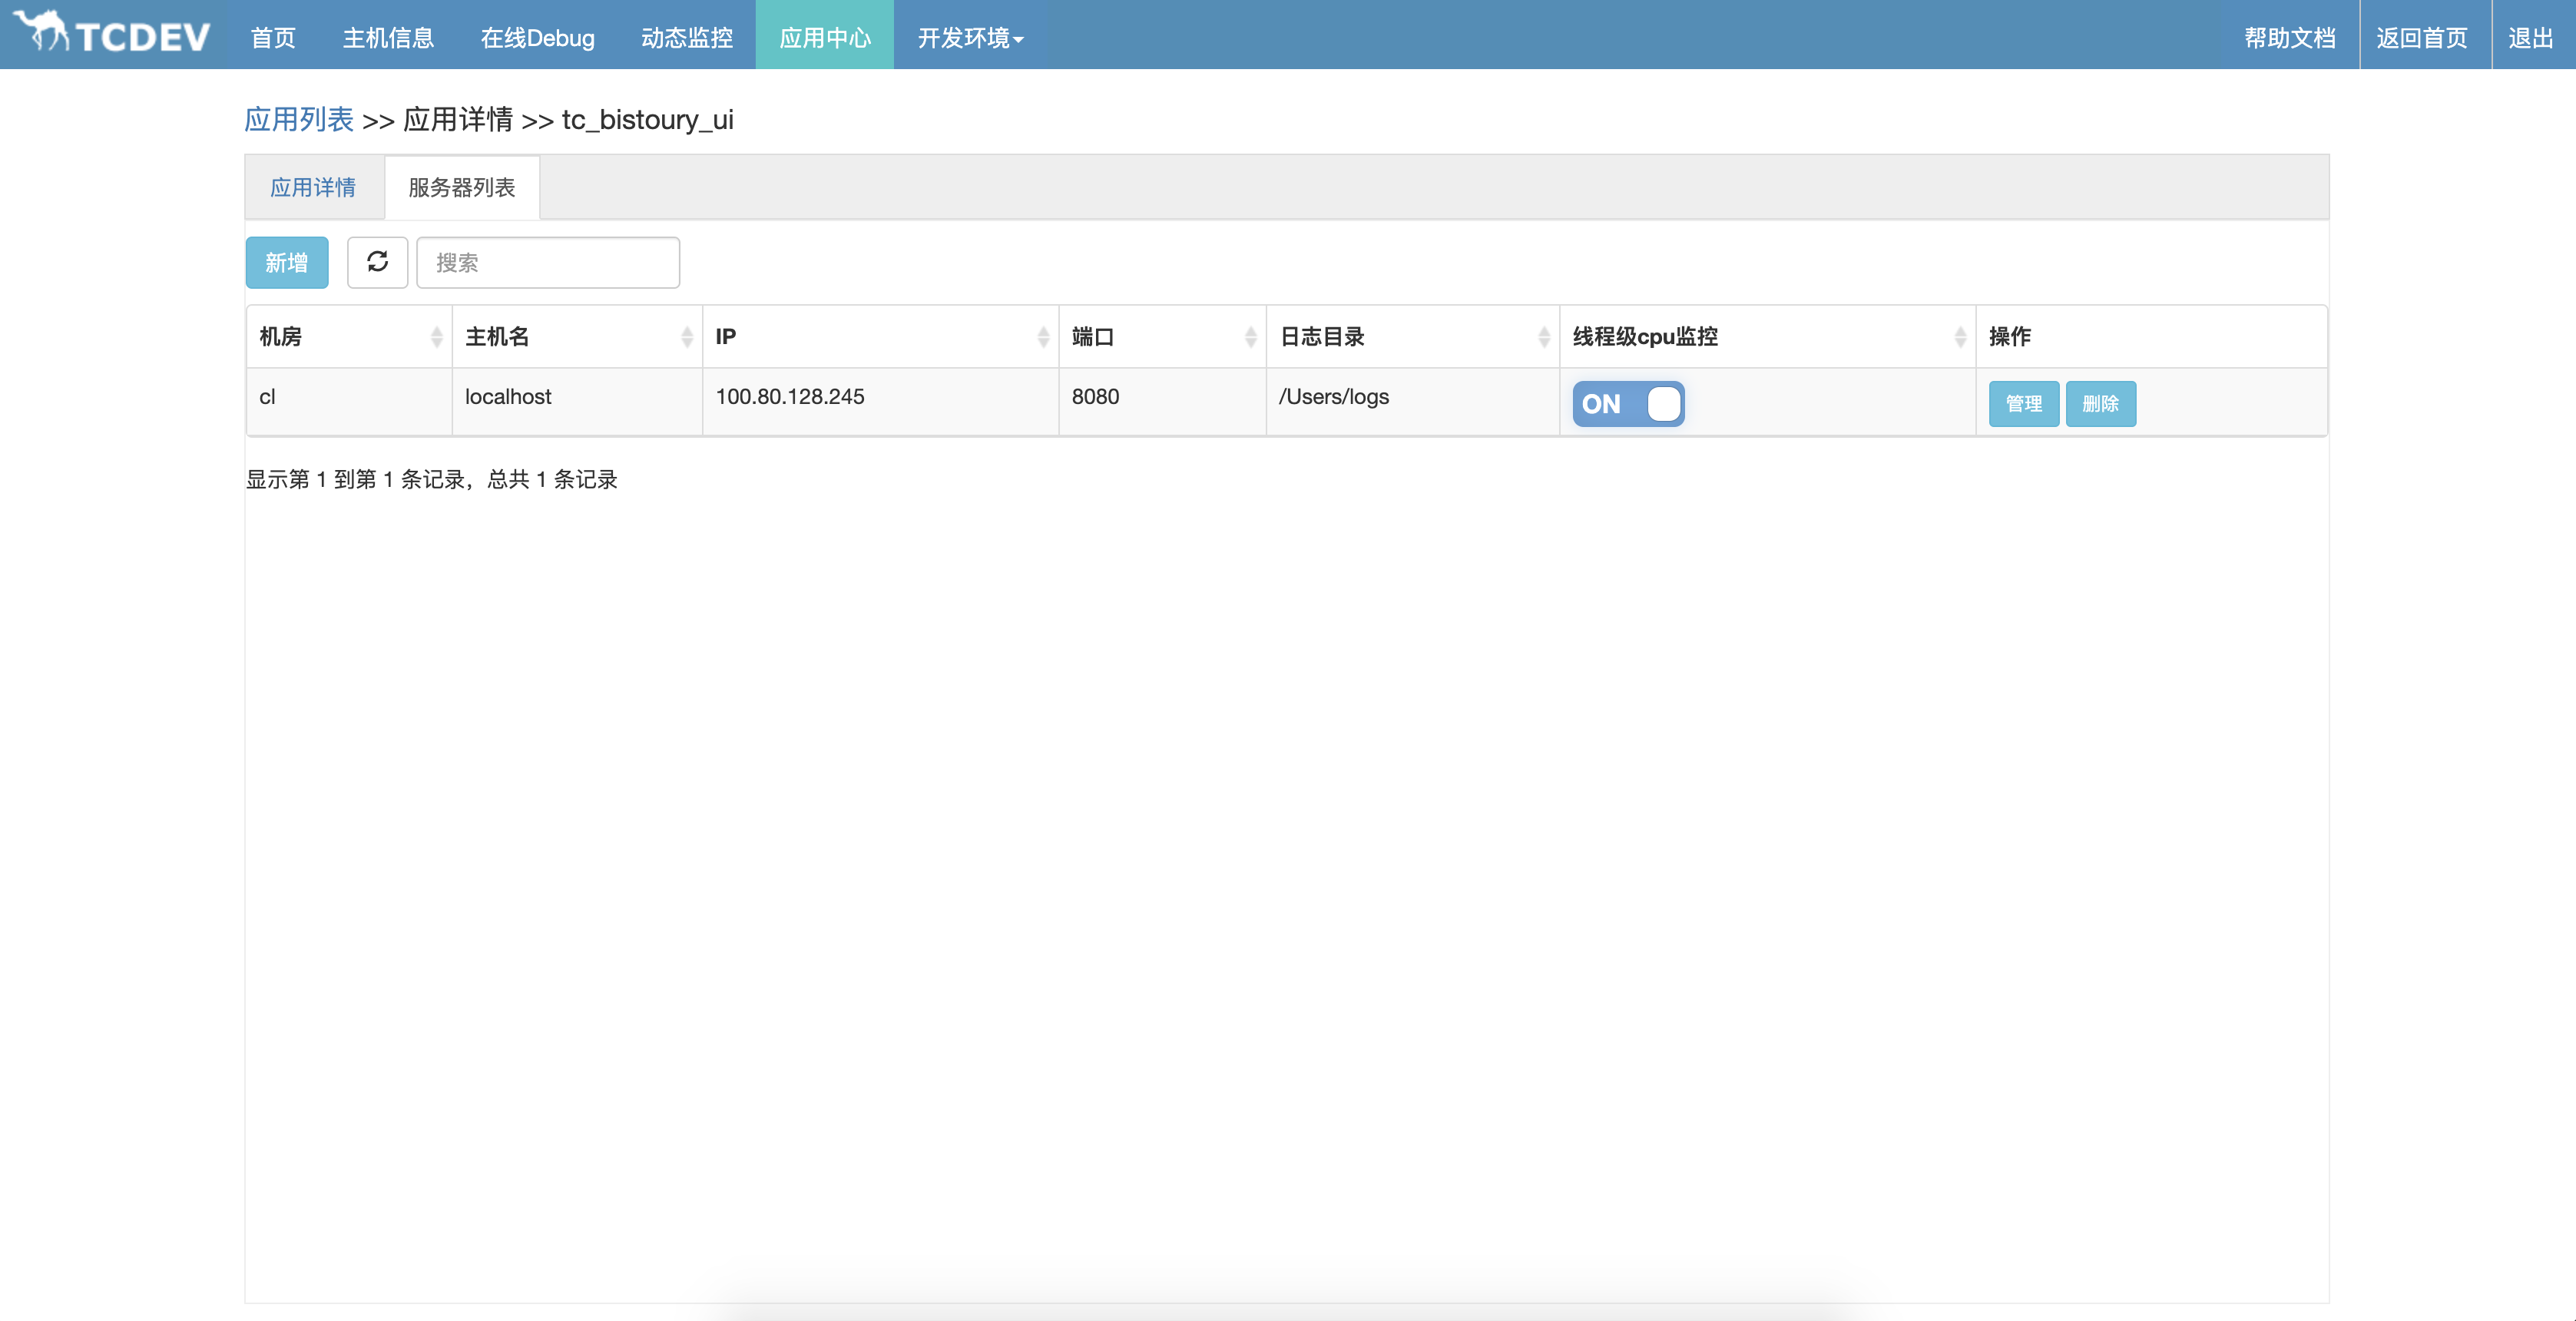 TCDEV 首页 主机信息 在线Debug 动态监控 应用中心 开发环境 帮助文档 返回首页 退出
应用列表 >> 应用详情 >> tc_bistoury_ui
应用详情 服务器列表
新增 搜索
机房 主机名 IP 端口 日志目录 线程级cpu监控 操作
cl localhost 100.80.128.245 8080 /Users/logs ON 管理 删除
显示第 1 到第 1 条记录，总共 1 条记录